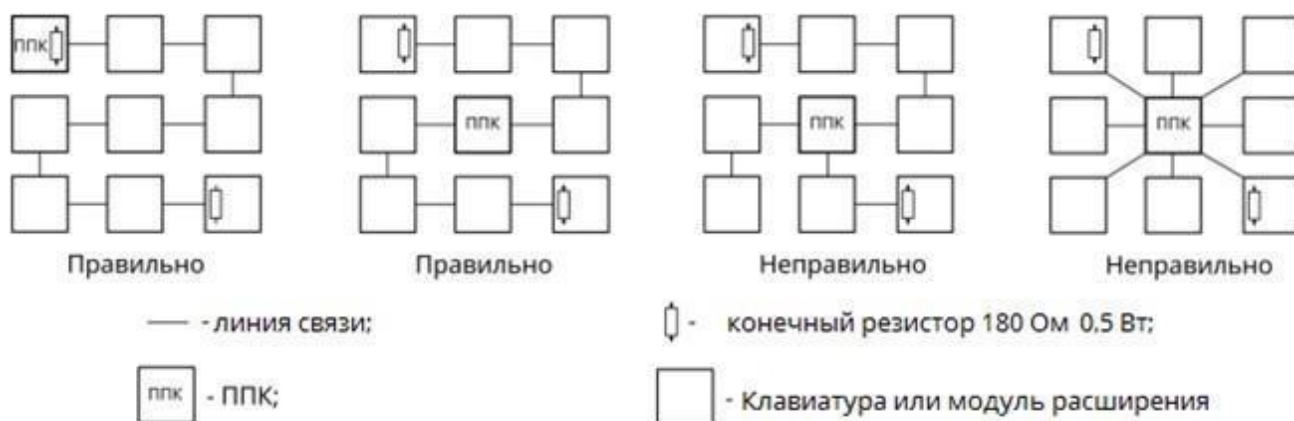 ППК
ППК
ППК
ППК
Правильно
Правильно
Неправильно
Неправильно
- линия связи;
- конечный резистор 180 Ом 0,5 Вт;
ППК
- ППК;
- Клавиатура или модуль расширения